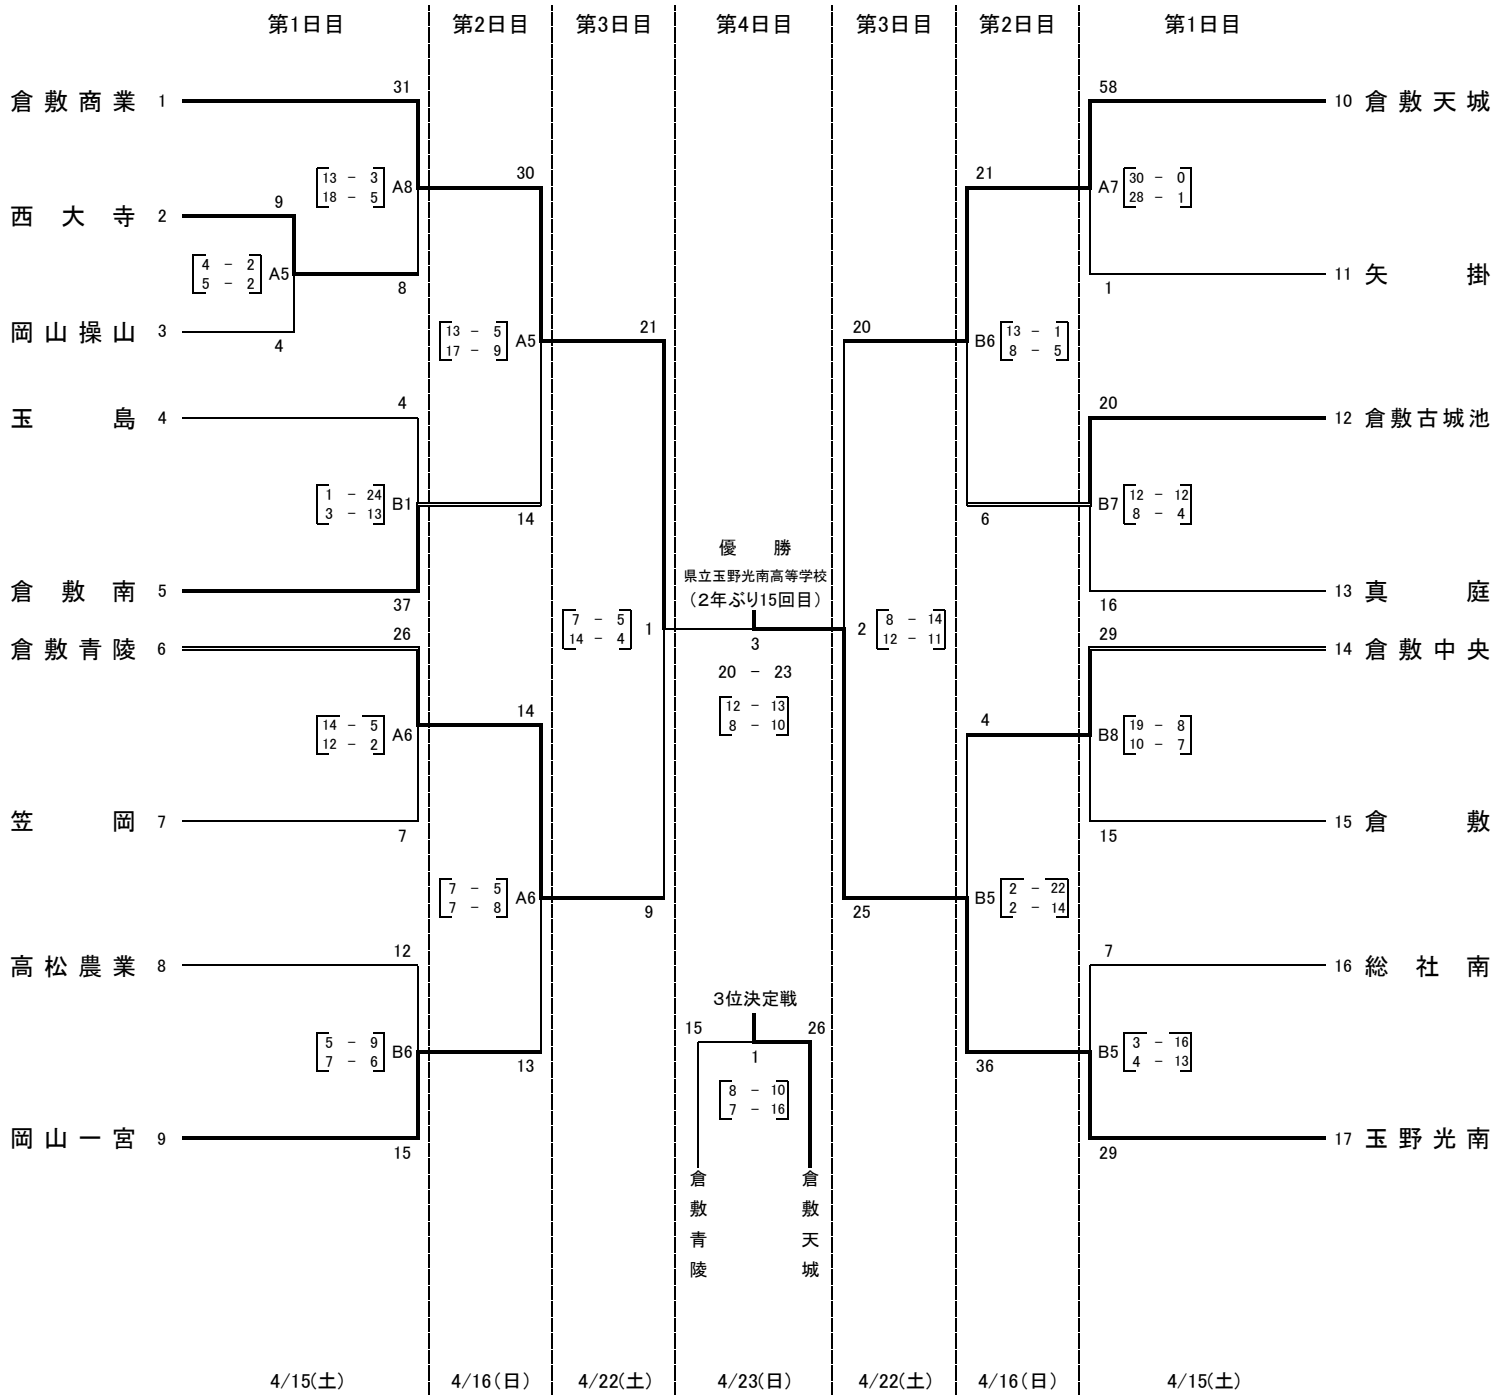 第1日目 第2日目 第3日目 第4日目 第3日目 第2日目 第1日目
31 58
倉敷商業 1 10 倉敷天城
13 - 3 A8 30 21 A7 30 - 0
18 - 5 28 - 1
9
西大寺 2
4 - 2 A5 11 矢掛
5 - 2
8 1
岡山操山 3 21 20
4
13 - 5 A5 B6 13 - 1
17 - 9 8 - 5
4 20
玉島 4 12 倉敷古城池
1 - 24 B1 B7 12 - 12
3 - 13 8 - 4
14 6
優勝
県立玉野光南高等学校
(2年ぶり15回目)
倉敷南 5 13 真庭
37 16
7 - 5 1 2 8 - 14
14 - 4 12 - 11
3
26 29
倉敷青陵 6 14 倉敷中央
20 - 23
12 - 13
8 - 10
14 4
14 - 5 A6 B8 19 - 8
12 - 2 10 - 7
笠岡 7 15 倉敷
7 15
7 - 5 A6 B5 2 - 22
7 - 8 2 - 14
9 25
12 7
高松農業 8 16 総社南
3位決定戦
15 26
1
5 - 9 B6 B5 3 - 16
7 - 6 4 - 13
13 36
8 - 10
7 - 16
岡山一宮 9 17 玉野光南
15 29
倉敷青陵 倉敷天城
4/15(土) 4/16(日) 4/22(土) 4/23(日) 4/22(土) 4/16(日) 4/15(土)